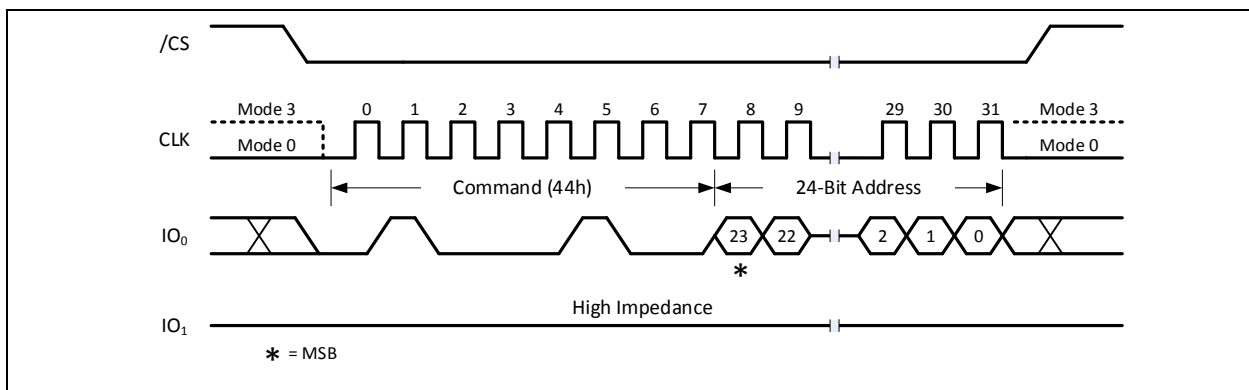 /CS
Mode 3 0 1 2 3 4 5 6 7 8 9 29 30 31 Mode 3
CLK
Mode 0 Mode 0
Command (44h) 24-Bit Address
IO0 23 22 2 1 0
*
High Impedance
IO1
* = MSB